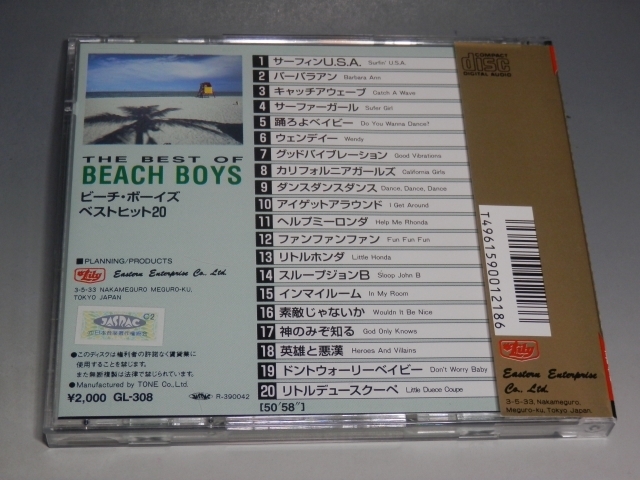 THE BEST OF
BEACH BOYS
ビーチ・ボーイズ
ベストヒット20
■PLANNING/PRODUCTS
Lily Eastern Enterprise Co., Ltd.
3-5-33 NAKAMEGURO MEGURO-KU,
TOKYO JAPAN
C2
JASRAC
●このディスクは権利者の許諾なく賃貸業に
使用することを禁じます。
また無断複製は法律で禁じられています。
●Manufactured by TONE Co.,Ltd.
¥2,000 GL-308
JASRAC R-390042
1 サーフィンU.S.A. Surfin' U.S.A.
2 バーバラアン Barbara Ann
3 キャッチアウェーブ Catch A Wave
4 サーファーガール Sufer Girl
5 踊ろよベイビー Do You Wanna Dance?
6 ウェンデイー Wendy
7 グッドバイブレーション Good Vibrations
8 カリフォルニアガールズ California Girls
9 ダンスダンスダンス Dance, Dance, Dance
10 アイゲットアラウンド I Get Around
11 ヘルプミーロンダ Help Me Rhonda
12 ファンファンファン Fun Fun Fun
13 リトルホンダ Little Honda
14 スループジョンB Sloop John B
15 インマイルーム In My Room
16 素敵じゃないか Wouldn It Be Nice
17 神のみぞ知る God Only Knows
18 英雄と悪漢 Heroes And Villains
19 ドントウォーリーベイビー Don't Worry Baby
20 リトルデュースクーペ Little Duece Coupe
[50'58"]
COMPACT
disc
DIGITAL AUDIO
T4961590012186
Lily
Eastern Enterprise
Co., Ltd.
3-5-33, Nakameguro,
Meguro-ku, Tokyo Japan.